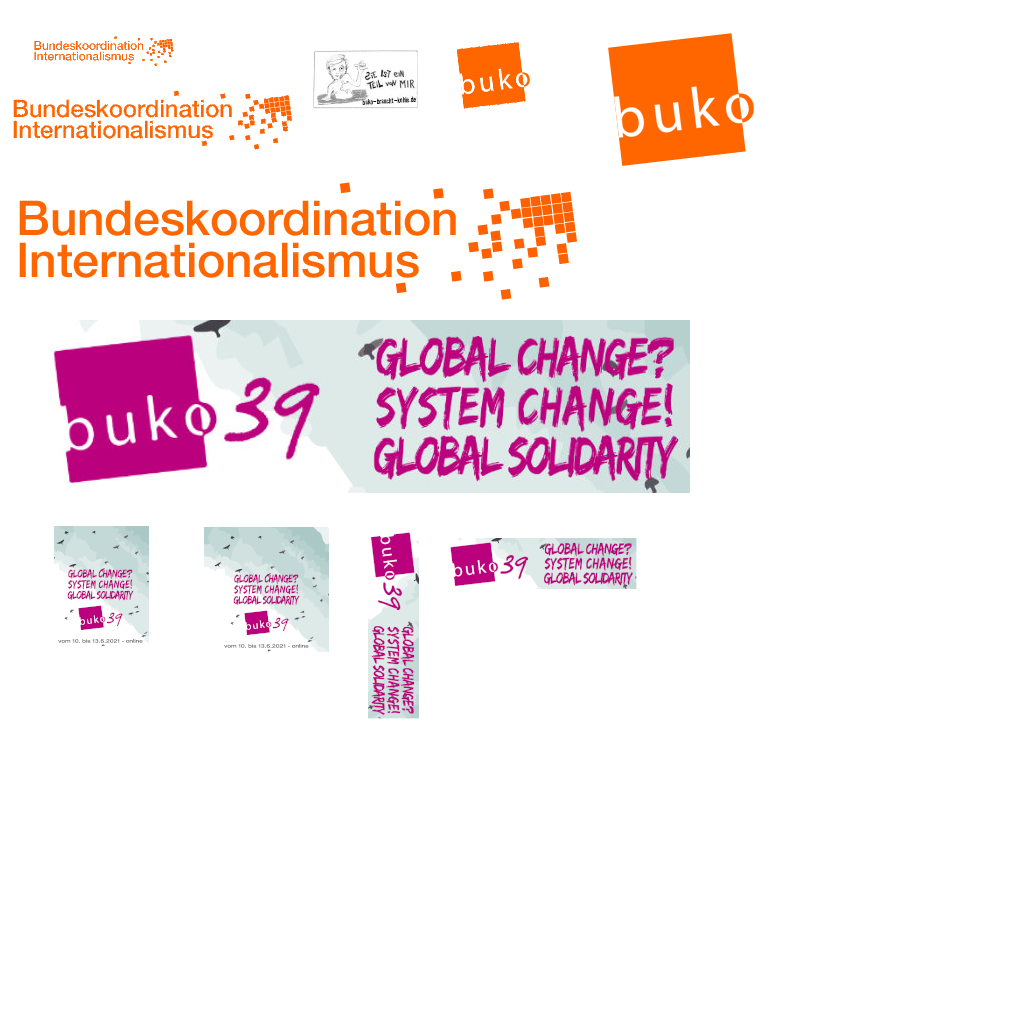 Bundeskoordination
Internationalismus
Bundeskoordination
Internationalismus
ZIE IST EIN
TEIL VON MIR
buko-braucht-kohle.de
buko
buko
Bundeskoordination
Internationalismus
buko39
GLOBAL CHANGE?
SYSTEM CHANGE!
GLOBAL SOLIDARITY
GLOBAL CHANGE?
SYSTEM CHANGE!
GLOBAL SOLIDARITY
buko39
vom 10. bis 13.6.2021 - online
GLOBAL CHANGE?
SYSTEM CHANGE!
GLOBAL SOLIDARITY
buko39
vom 10. bis 13.6.2021 - online
buko39
GLOBAL CHANGE?
SYSTEM CHANGE!
GLOBAL SOLIDARITY
buko39
GLOBAL CHANGE?
SYSTEM CHANGE!
GLOBAL SOLIDARITY